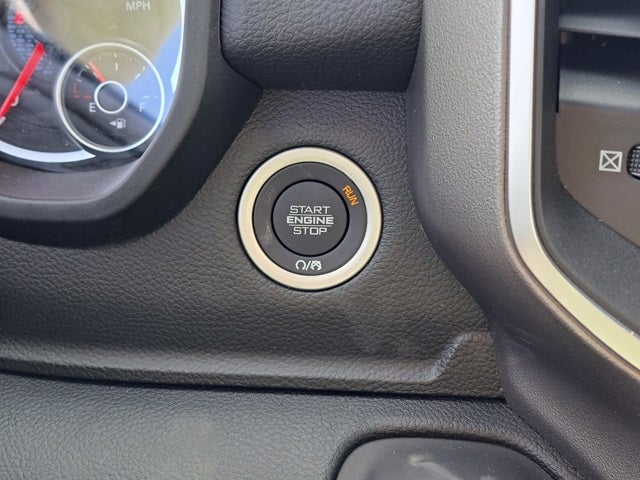 MPH
E F
RUN
START
ENGINE
STOP